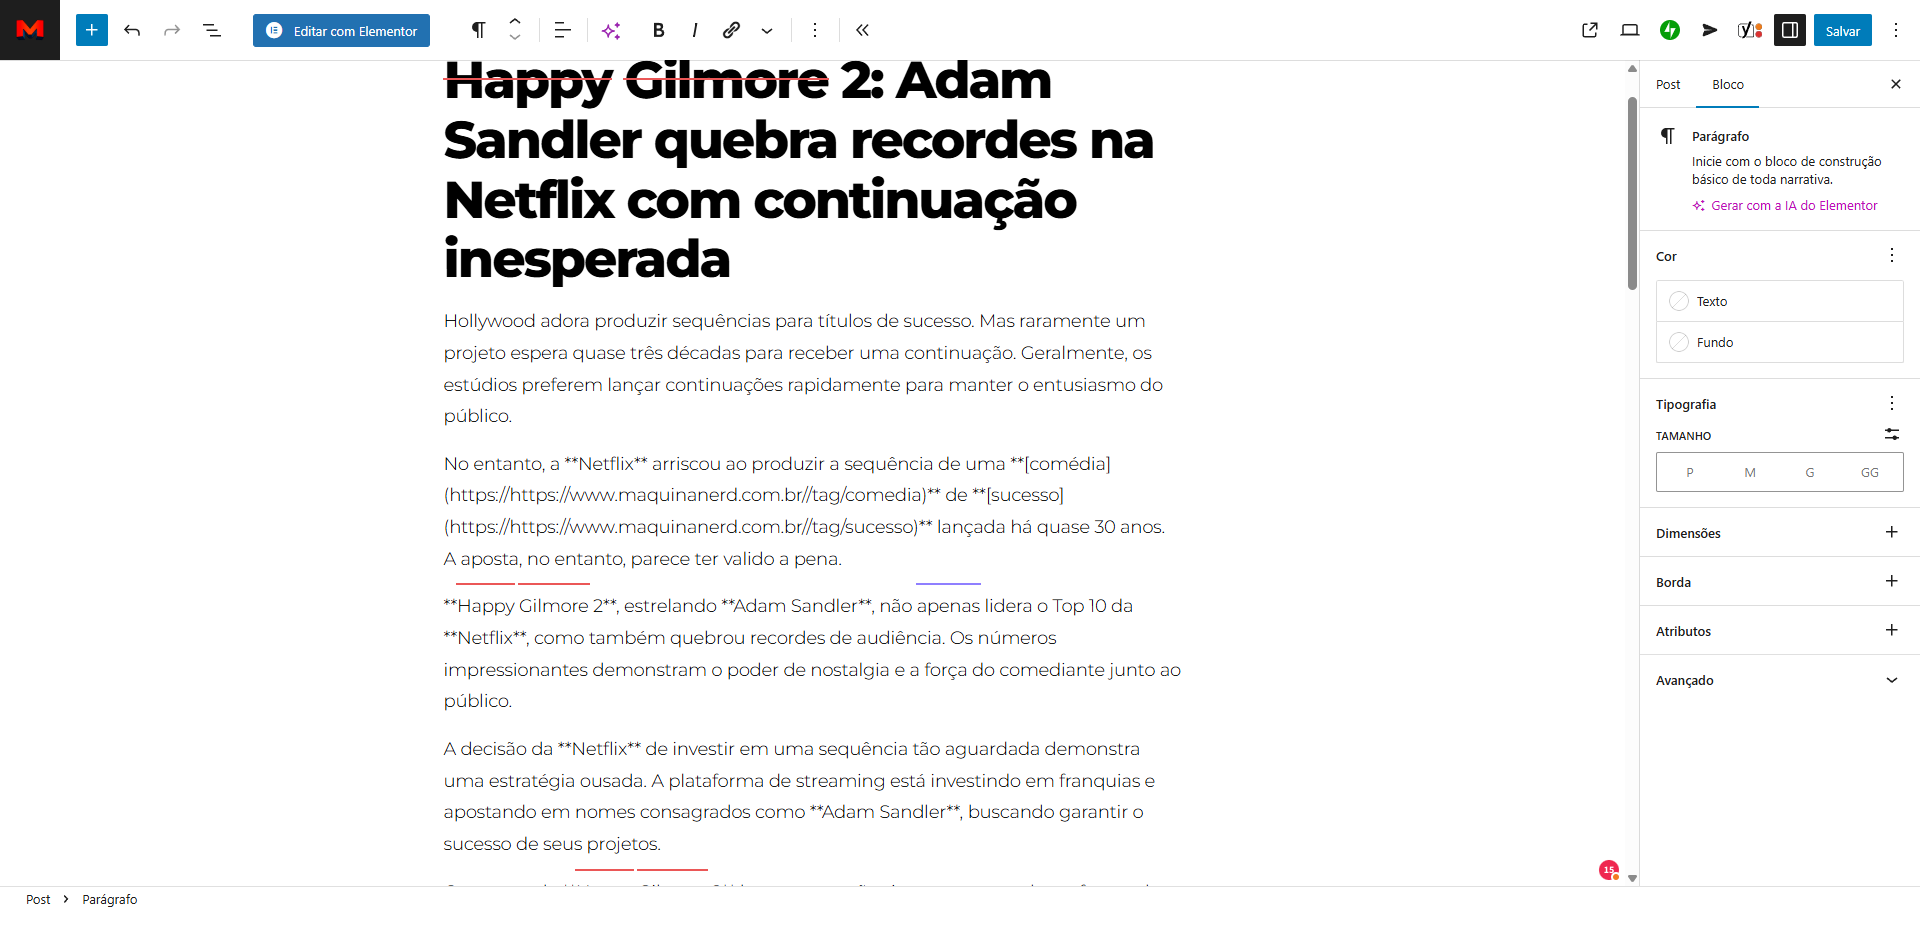 M
Editar com Elementor
B
I
Salvar
Happy Gilmore 2: Adam
Sandler quebra recordes na
Netflix com continuação
inesperada
Hollywood adora produzir sequências para títulos de sucesso. Mas raramente um
projeto espera quase três décadas para receber uma continuação. Geralmente, os
estúdios preferem lançar continuações rapidamente para manter o entusiasmo do
público.
No entanto, a **Netflix** arriscou ao produzir a sequência de uma **[comédia]
(https://https://www.maquinanerd.com.br//tag/comedia)** de **[sucesso]
(https://https://www.maquinanerd.com.br//tag/sucesso)** lançada há quase 30 anos.
A aposta, no entanto, parece ter valido a pena.
**Happy Gilmore 2**, estrelando **Adam Sandler**, não apenas lidera o Top 10 da
**Netflix**, como também quebrou recordes de audiência. Os números
impressionantes demonstram o poder de nostalgia e a força do comediante junto ao
público.
A decisão da **Netflix** de investir em uma sequência tão aguardada demonstra
uma estratégia ousada. A plataforma de streaming está investindo em franquias e
apostando em nomes consagrados como **Adam Sandler**, buscando garantir o
sucesso de seus projetos.
15
Post
Bloco
Parágrafo
Inicie com o bloco de construção
básico de toda narrativa.
Gerar com a IA do Elementor
Cor
Texto
Fundo
Tipografia
TAMANHO
P M G GG
Dimensões
Borda
Atributos
Avançado
Post > Parágrafo